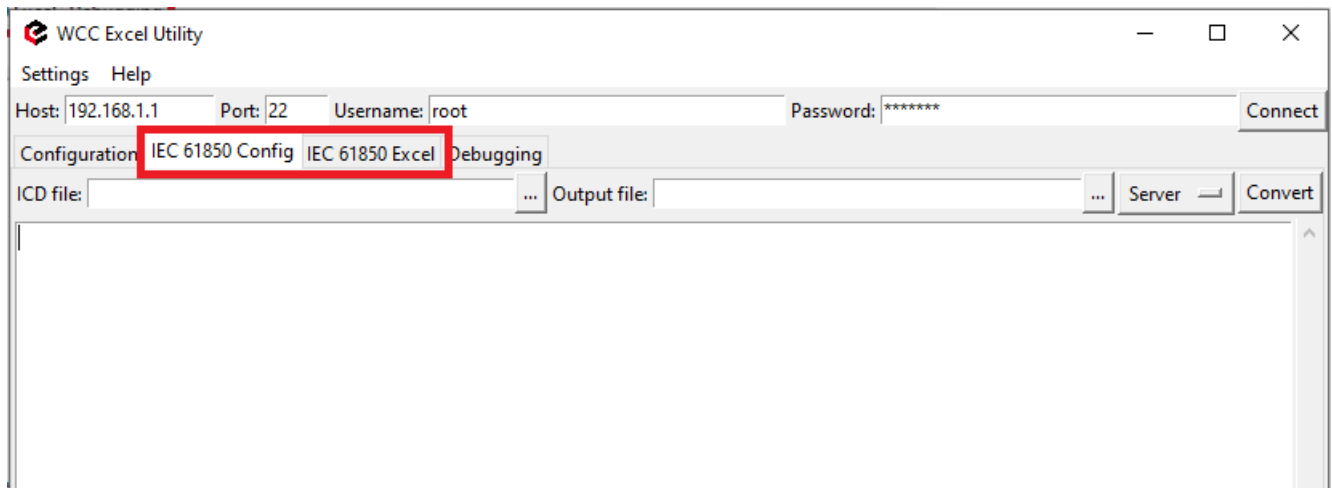 WCC Excel Utility
Settings Help
Host: 192.168.1.1 Port: 22 Username: root Password: ******* Connect
Configuration IEC 61850 Config IEC 61850 Excel Debugging
ICD file: ... Output file: ... Server Convert